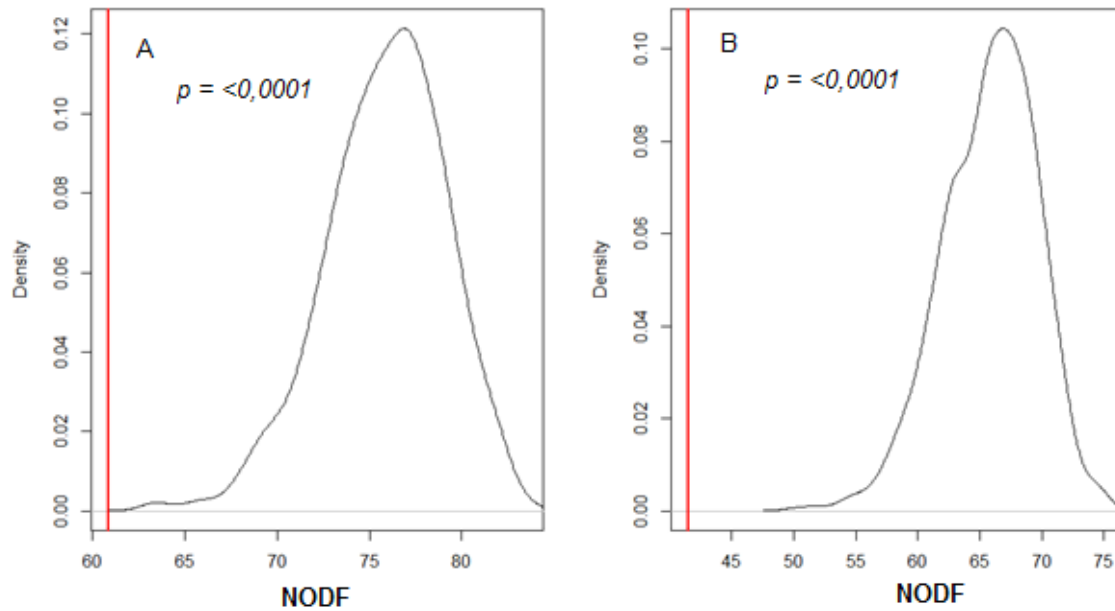 A
p = <0,0001
Density
0.00 0.02 0.04 0.06 0.08 0.10 0.12
60 65 70 75 80
NODF
B
p = <0,0001
Density
0.00 0.02 0.04 0.06 0.08 0.10
45 50 55 60 65 70 75
NODF